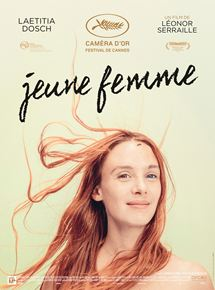 LAETITIA
DOSCH
CAMÉRA D'OR
FESTIVAL DE CANNES
UN FILM DE
LÉONOR
SERRAILLE
jeune femme